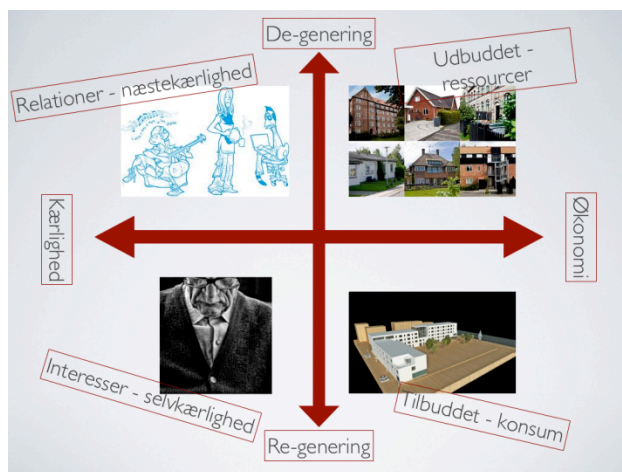 De-genering
Relationer - næstekærlighed
Udbuddet -
ressourcer
Kærlighed
Økonomi
Interesser - selvkærlighed
Tilbuddet - konsum
Re-genering